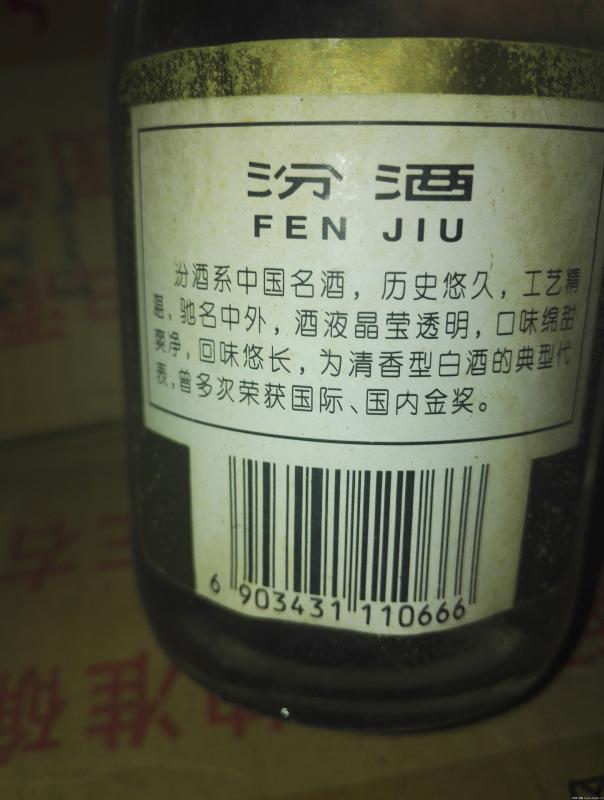 汾酒
FEN JIU
汾酒系中国名酒，历史悠久，工艺精
湛，驰名中外，酒液晶莹透明，口味绵甜
爽净，回味悠长，为清香型白酒的典型代
表，曾多次荣获国际、国内金奖。
6 903431 110666
准确